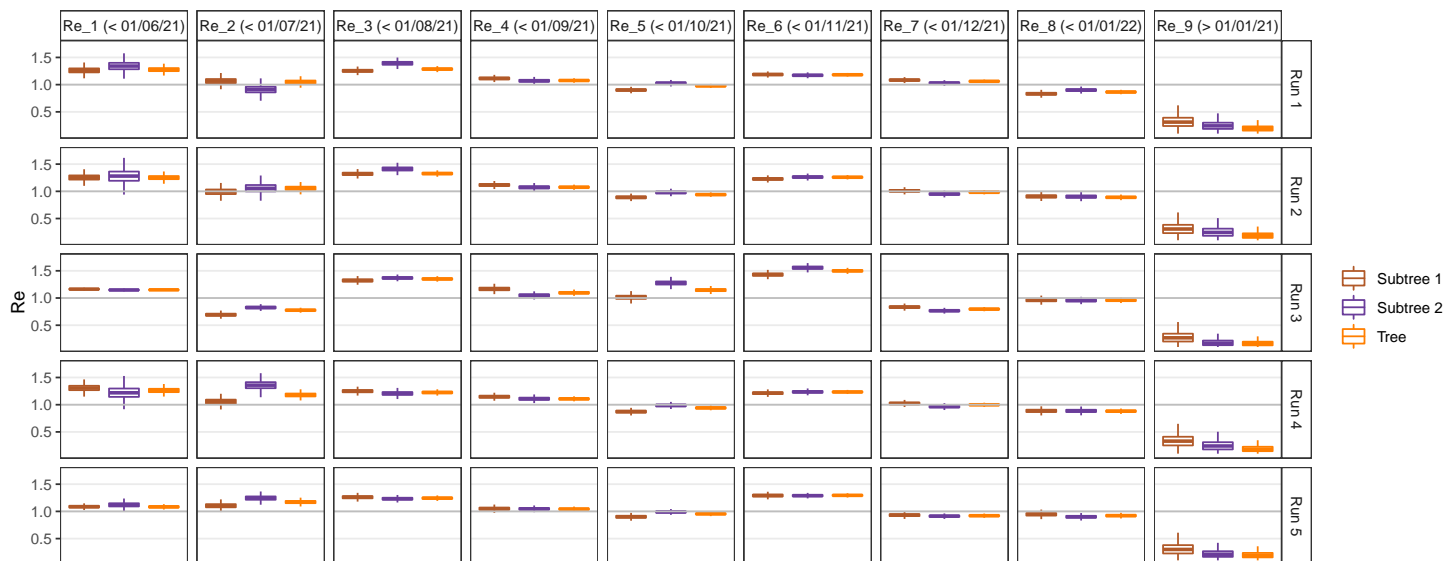 Re_1 (< 01/06/21) Re_2 (< 01/07/21) Re_3 (< 01/08/21) Re_4 (< 01/09/21) Re_5 (< 01/10/21) Re_6 (< 01/11/21) Re_7 (< 01/12/21) Re_8 (< 01/01/22) Re_9 (> 01/01/21)
1.5
1.0
0.5
Run 1
1.5
1.0
0.5
Run 2
1.5
1.0
0.5
Run 3
1.5
1.0
0.5
Run 4
1.5
1.0
0.5
Run 5
Re
Subtree 1
Subtree 2
Tree